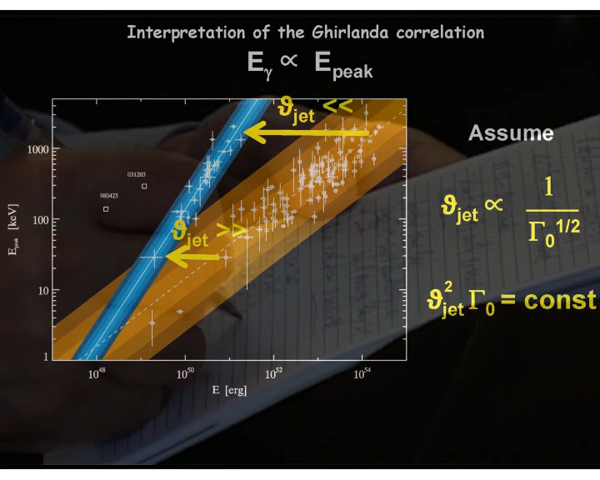 Interpretation of the Ghirlanda correlation
Eγ ∝ Epeak
ϑjet <<
Assume
1000
031203
980425
ϑjet ∝ 1 / Γ0^1/2
100
ϑjet >>
Epeak [keV]
ϑ^2jet Γ0 = const
10
1
10^48 10^50 10^52 10^54
E [erg]